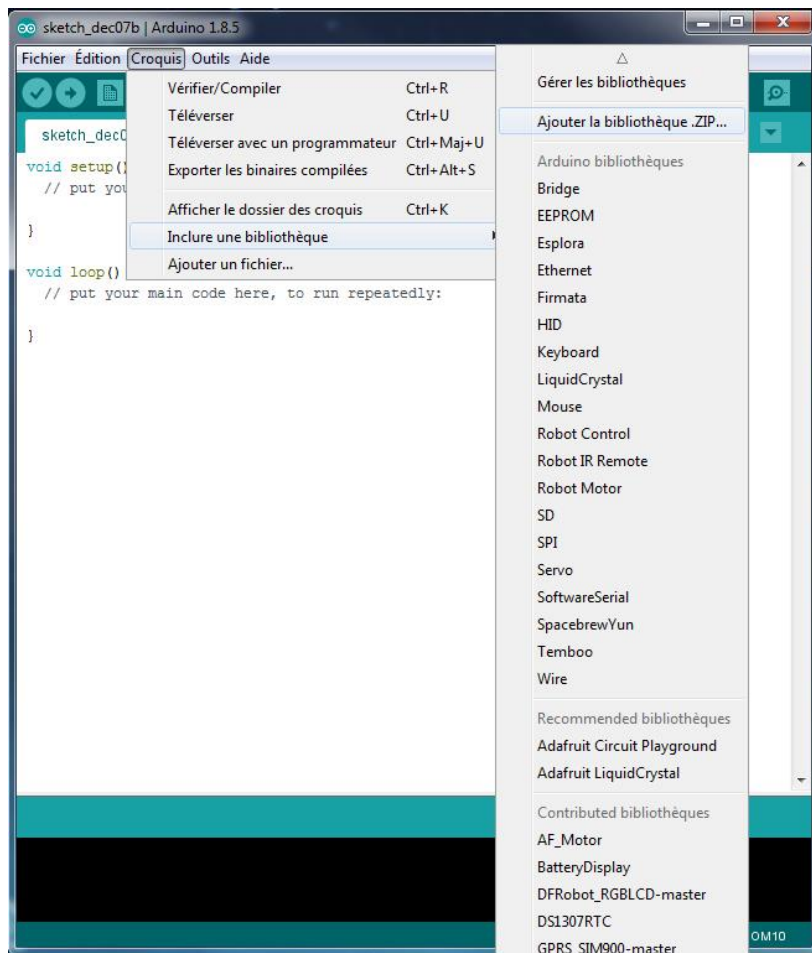 sketch_dec07b | Arduino 1.8.5
Fichier Édition Croquis Outils Aide
Vérifier/Compiler Ctrl+R
Téléverser Ctrl+U
Téléverser avec un programmateur Ctrl+Maj+U
Exporter les binaires compilées Ctrl+Alt+S
Afficher le dossier des croquis Ctrl+K
Inclure une bibliothèque
Ajouter un fichier...
Gérer les bibliothèques
Ajouter la bibliothèque .ZIP...
Arduino bibliothèques
Bridge
EEPROM
Esplora
Ethernet
Firmata
HID
Keyboard
LiquidCrystal
Mouse
Robot Control
Robot IR Remote
Robot Motor
SD
SPI
Servo
SoftwareSerial
SpacebrewYun
Temboo
Wire
Recommended bibliothèques
Adafruit Circuit Playground
Adafruit LiquidCrystal
Contributed bibliothèques
AF_Motor
BatteryDisplay
DFRobot_RGBLCD-master
DS1307RTC
GPRS_SIM900-master
sketch_dec0
void setup()
// put you
}
void loop()
// put your main code here, to run repeatedly:
}
OM10